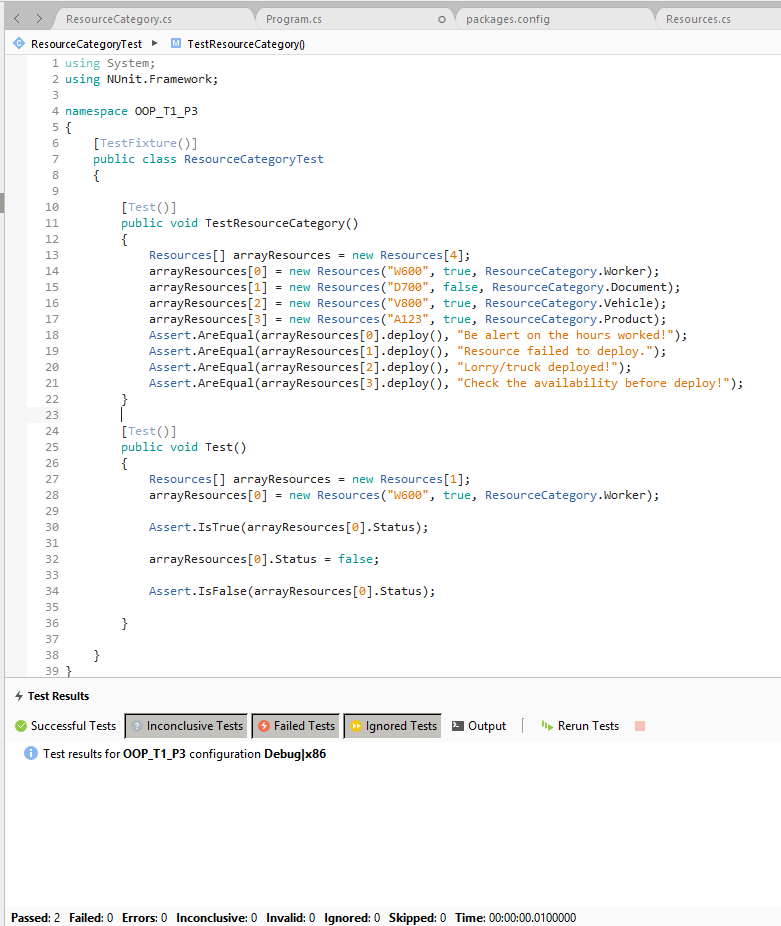 ResourceCategory.cs Program.cs packages.config Resources.cs
ResourceCategoryTest TestResourceCategory()
1 using System;
2 using NUnit.Framework;
3
4 namespace OOP_T1_P3
5 {
6 [TestFixture()]
7 public class ResourceCategoryTest
8 {
9
10 [Test()]
11 public void TestResourceCategory()
12 {
13 Resources[] arrayResources = new Resources[4];
14 arrayResources[0] = new Resources("W600", true, ResourceCategory.Worker);
15 arrayResources[1] = new Resources("D700", false, ResourceCategory.Document);
16 arrayResources[2] = new Resources("V800", true, ResourceCategory.Vehicle);
17 arrayResources[3] = new Resources("A123", true, ResourceCategory.Product);
18 Assert.AreEqual(arrayResources[0].deploy(), "Be alert on the hours worked!");
19 Assert.AreEqual(arrayResources[1].deploy(), "Resource failed to deploy.");
20 Assert.AreEqual(arrayResources[2].deploy(), "Lorry/truck deployed!");
21 Assert.AreEqual(arrayResources[3].deploy(), "Check the availability before deploy!");
22 }
23
24 [Test()]
25 public void Test()
26 {
27 Resources[] arrayResources = new Resources[1];
28 arrayResources[0] = new Resources("W600", true, ResourceCategory.Worker);
29
30 Assert.IsTrue(arrayResources[0].Status);
31
32 arrayResources[0].Status = false;
33
34 Assert.IsFalse(arrayResources[0].Status);
35
36 }
37
38 }
39 }
Test Results
Successful Tests Inconclusive Tests Failed Tests Ignored Tests Output Rerun Tests
Test results for OOP_T1_P3 configuration Debug|x86
Passed: 2 Failed: 0 Errors: 0 Inconclusive: 0 Invalid: 0 Ignored: 0 Skipped: 0 Time: 00:00:00.0100000